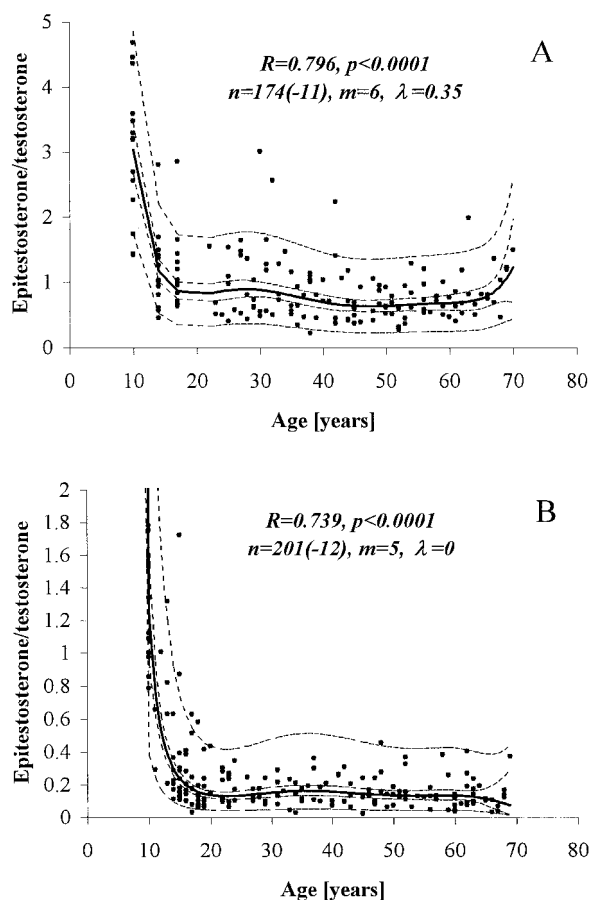 A
R=0.796, p<0.0001
n=174(-11), m=6, λ=0.35
Epitestosterone/testosterone
5
4
3
2
1
0
0 10 20 30 40 50 60 70 80
Age [years]
B
R=0.739, p<0.0001
n=201(-12), m=5, λ=0
Epitestosterone/testosterone
2
1.8
1.6
1.4
1.2
1
0.8
0.6
0.4
0.2
0
0 10 20 30 40 50 60 70 80
Age [years]